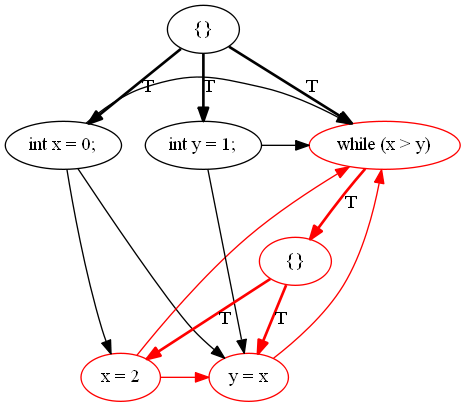 {}
T
T
T
int x = 0;
int y = 1;
while (x > y)
T
{}
T
T
x = 2
y = x